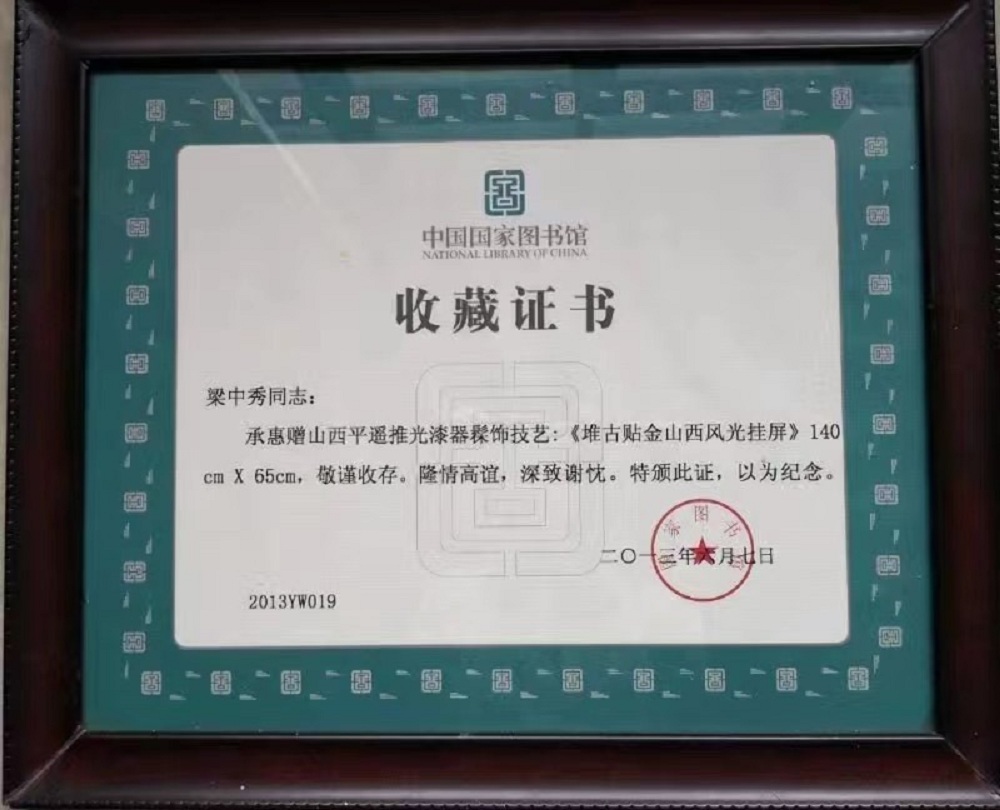 中国国家图书馆
NATIONAL LIBRARY OF CHINA
收藏证书
梁中秀同志：
承惠赠山西平遥推光漆器髹饰技艺：《堆古贴金山西风光挂屏》140
cm X 65cm，敬谨收存。隆情高谊，深致谢忱。特颁此证，以为纪念。
二〇一三年六月七日
2013YW019